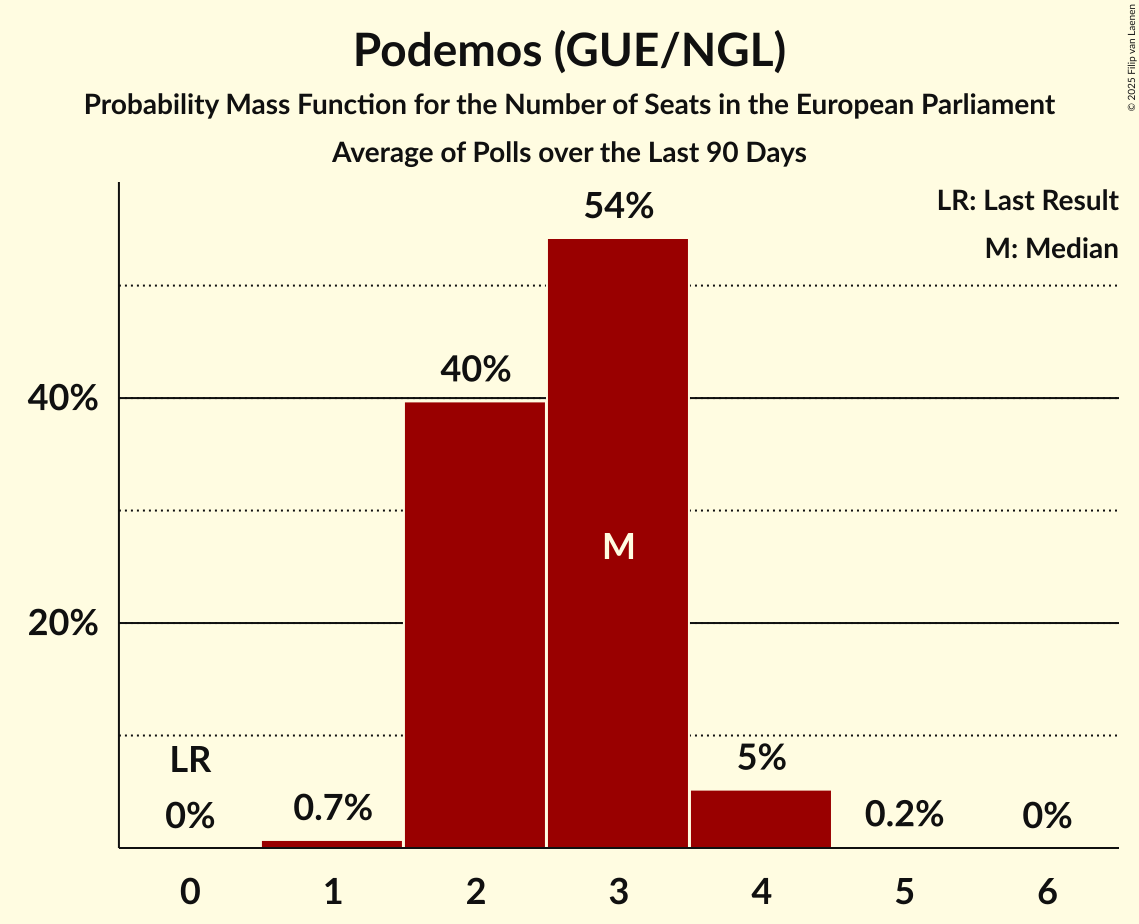 Podemos (GUE/NGL)
Probability Mass Function for the Number of Seats in the European Parliament
Average of Polls over the Last 90 Days
© 2025 Filip van Laenen
LR: Last Result
M: Median
54%
40%
40%
M
20%
LR
0%
0.7%
5%
0.2%
0%
0 1 2 3 4 5 6